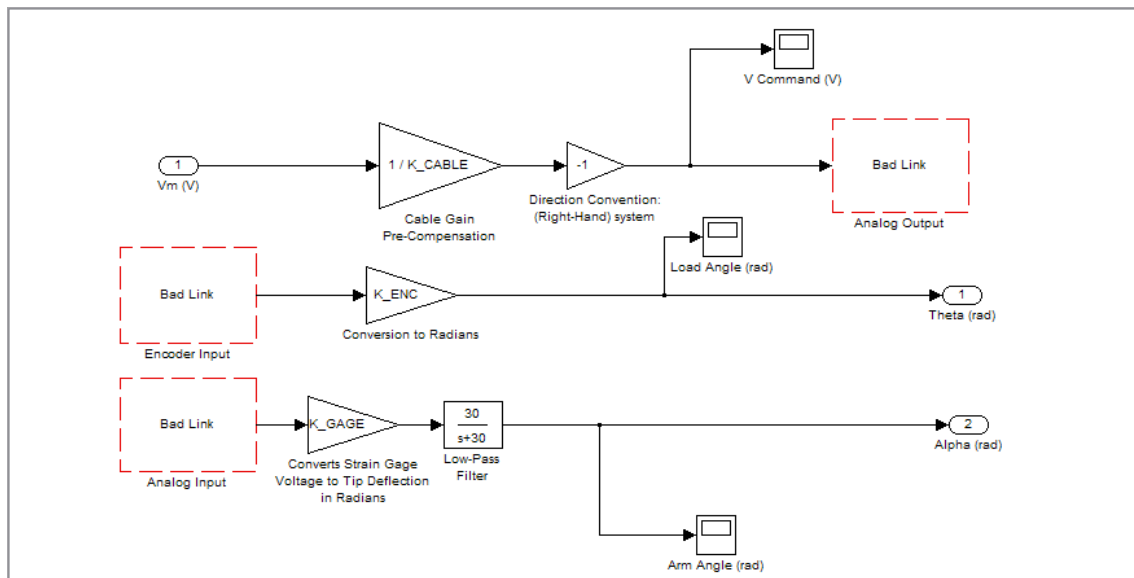 V Command (V)
1
Vm (V)
1 / K_CABLE
Cable Gain
Pre-Compensation
-1
Direction Convention:
(Right-Hand) system
Bad Link
Analog Output
Load Angle (rad)
Bad Link
Encoder Input
K_ENC
Conversion to Radians
1
Theta (rad)
Bad Link
Analog Input
K_GAGE
Converts Strain Gage
Voltage to Tip Deflection
in Radians
30
s+30
Low-Pass
Filter
2
Alpha (rad)
Arm Angle (rad)